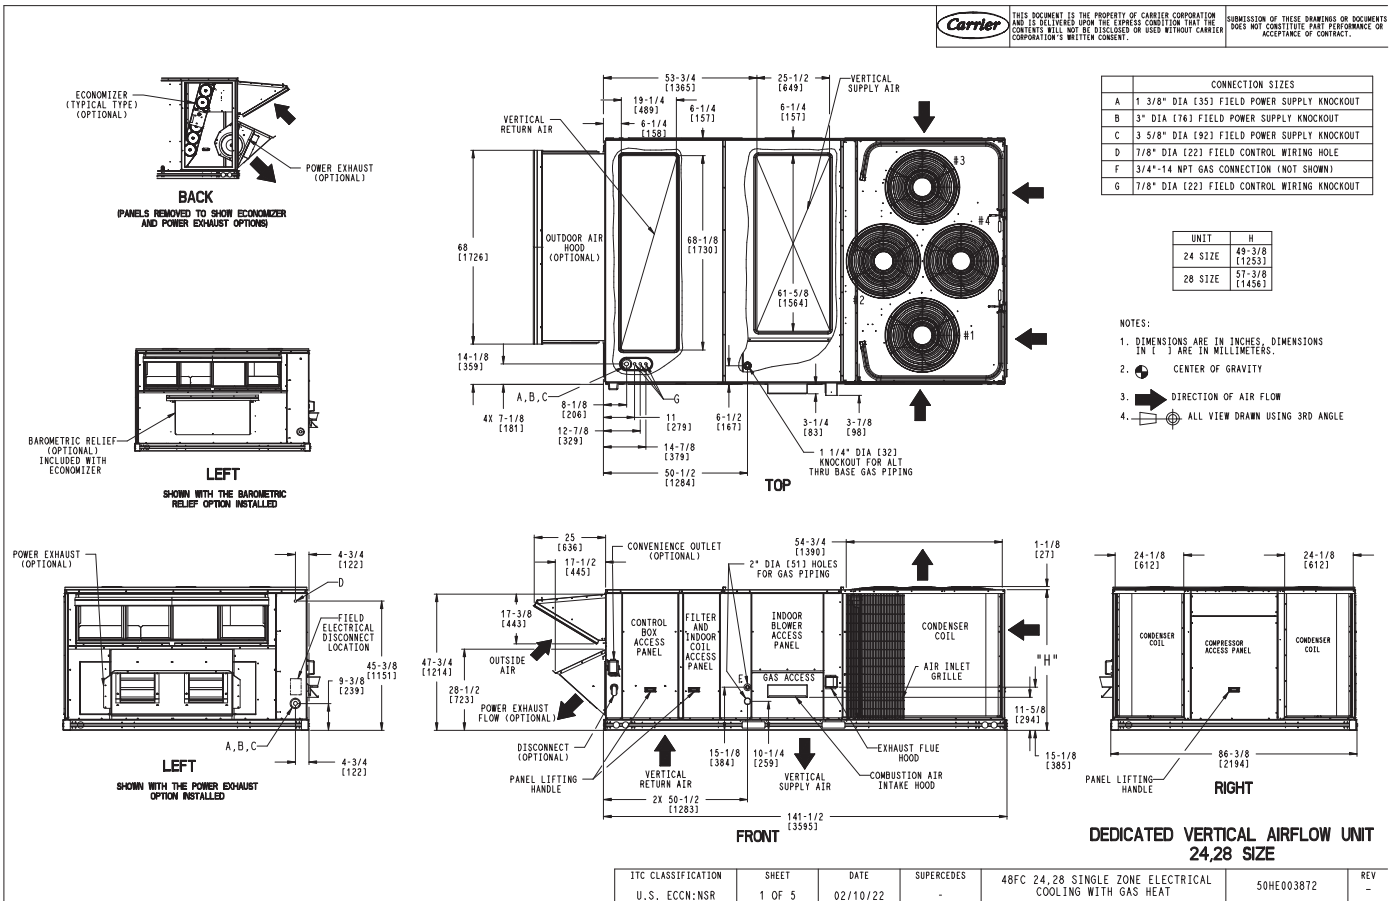 Carrier
THIS DOCUMENT IS THE PROPERTY OF CARRIER CORPORATION
AND IS DELIVERED UPON THE EXPRESS CONDITION THAT THE
CONTENTS WILL NOT BE DISCLOSED OR USED WITHOUT CARRIER
CORPORATION'S WRITTEN CONSENT.
SUBMISSION OF THESE DRAWINGS OR DOCUMENTS
DOES NOT CONSTITUTE PART PERFORMANCE OR
ACCEPTANCE OF CONTRACT.
ECONOMIZER
(TYPICAL TYPE)
(OPTIONAL)
POWER EXHAUST
(OPTIONAL)
BACK
(PANELS REMOVED TO SHOW ECONOMIZER
AND POWER EXHAUST OPTIONS)
53-3/4
[1365]
25-1/2
[649]
VERTICAL
SUPPLY AIR
19-1/4
[489]
6-1/4
[157]
6-1/4
[157]
6-1/4
[158]
VERTICAL
RETURN AIR
#3
#4
68
[1726]
OUTDOOR AIR
HOOD
(OPTIONAL)
68-1/8
[1730]
61-5/8
[1564]
#2
#1
14-1/8
[359]
A,B,C
G
4X 7-1/8
[181]
8-1/8
[206]
11
[279]
12-7/8
[329]
14-7/8
[379]
50-1/2
[1284]
6-1/2
[167]
3-1/4
[83]
3-7/8
[98]
1 1/4" DIA [32]
KNOCKOUT FOR ALT
THRU BASE GAS PIPING
TOP
CONNECTION SIZES
A 1 3/8" DIA [35] FIELD POWER SUPPLY KNOCKOUT
B 3" DIA [76] FIELD POWER SUPPLY KNOCKOUT
C 3 5/8" DIA [92] FIELD POWER SUPPLY KNOCKOUT
D 7/8" DIA [22] FIELD CONTROL WIRING HOLE
F 3/4"-14 NPT GAS CONNECTION (NOT SHOWN)
G 7/8" DIA [22] FIELD CONTROL WIRING KNOCKOUT
UNIT H
24 SIZE 49-3/8
[1253]
28 SIZE 57-3/8
[1456]
NOTES:
1. DIMENSIONS ARE IN INCHES, DIMENSIONS
IN [ ] ARE IN MILLIMETERS.
2. CENTER OF GRAVITY
3. DIRECTION OF AIR FLOW
4. ALL VIEW DRAWN USING 3RD ANGLE
BAROMETRIC RELIEF
(OPTIONAL)
INCLUDED WITH
ECONOMIZER
LEFT
SHOWN WITH THE BAROMETRIC
RELIEF OPTION INSTALLED
POWER EXHAUST
(OPTIONAL)
4-3/4
[122]
D
FIELD
ELECTRICAL
DISCONNECT
LOCATION
45-3/8
[1151]
9-3/8
[239]
A,B,C
4-3/4
[122]
LEFT
SHOWN WITH THE POWER EXHAUST
OPTION INSTALLED
25
[636]
17-1/2
[445]
CONVENIENCE OUTLET
(OPTIONAL)
2" DIA [51] HOLES
FOR GAS PIPING
54-3/4
[1390]
1-1/8
[27]
17-3/8
[443]
47-3/4
[1214]
28-1/2
[723]
OUTSIDE
AIR
POWER EXHAUST
FLOW (OPTIONAL)
CONTROL
BOX
ACCESS
PANEL
FILTER
AND
INDOOR
COIL
ACCESS
PANEL
INDOOR
BLOWER
ACCESS
PANEL
E
GAS ACCESS
CONDENSER
COIL
AIR INLET
GRILLE
"H"
11-5/8
[294]
15-1/8
[385]
DISCONNECT
(OPTIONAL)
PANEL LIFTING
HANDLE
VERTICAL
RETURN AIR
15-1/8
[384]
10-1/4
[259]
VERTICAL
SUPPLY AIR
EXHAUST FLUE
HOOD
COMBUSTION AIR
INTAKE HOOD
2X 50-1/2
[1283]
141-1/2
[3595]
FRONT
24-1/8
[612]
24-1/8
[612]
CONDENSER
COIL
COMPRESSOR
ACCESS PANEL
CONDENSER
COIL
86-3/8
[2194]
PANEL LIFTING
HANDLE
RIGHT
DEDICATED VERTICAL AIRFLOW UNIT
24,28 SIZE
ITC CLASSIFICATION
U.S. ECCN:NSR
SHEET
1 OF 5
DATE
02/10/22
SUPERCEDES
-
48FC 24,28 SINGLE ZONE ELECTRICAL
COOLING WITH GAS HEAT
50HE003872
REV
-